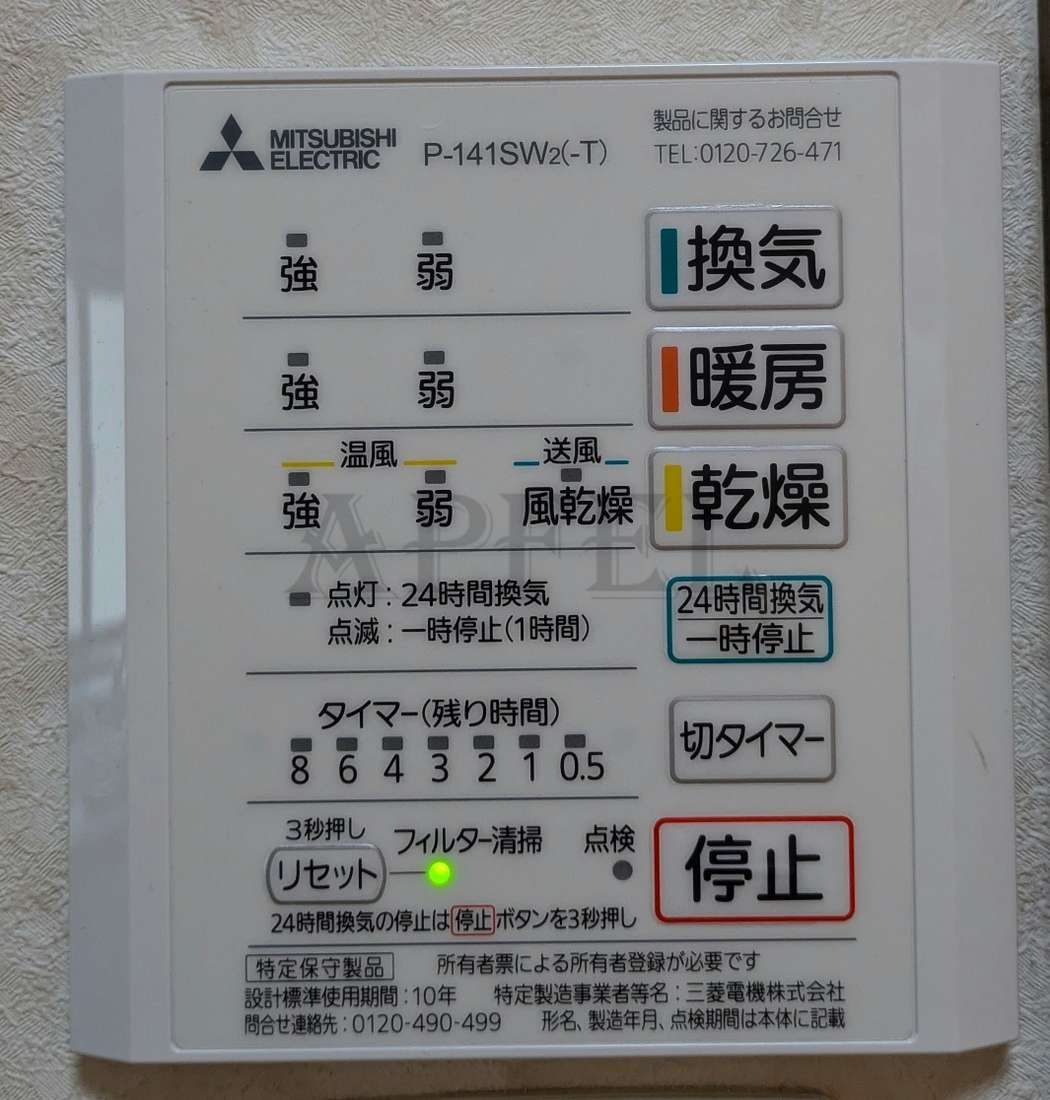 MITSUBISHI
ELECTRIC
P-141SW2(-T)
製品に関するお問合せ
TEL:0120-726-471
強 弱 換気
強 弱 暖房
温風 送風
強 弱 風乾燥 乾燥
点灯:24時間換気
点滅:一時停止(1時間)
24時間換気
一時停止
タイマー(残り時間)
8 6 4 3 2 1 0.5
切タイマー
3秒押し
リセット
フィルター清掃
点検
停止
24時間換気の停止は停止ボタンを3秒押し
特定保守製品 所有者票による所有者登録が必要です
設計標準使用期間:10年 特定製造事業者等名:三菱電機株式会社
問合せ連絡先:0120-490-499 形名、製造年月、点検期間は本体に記載
APFEL